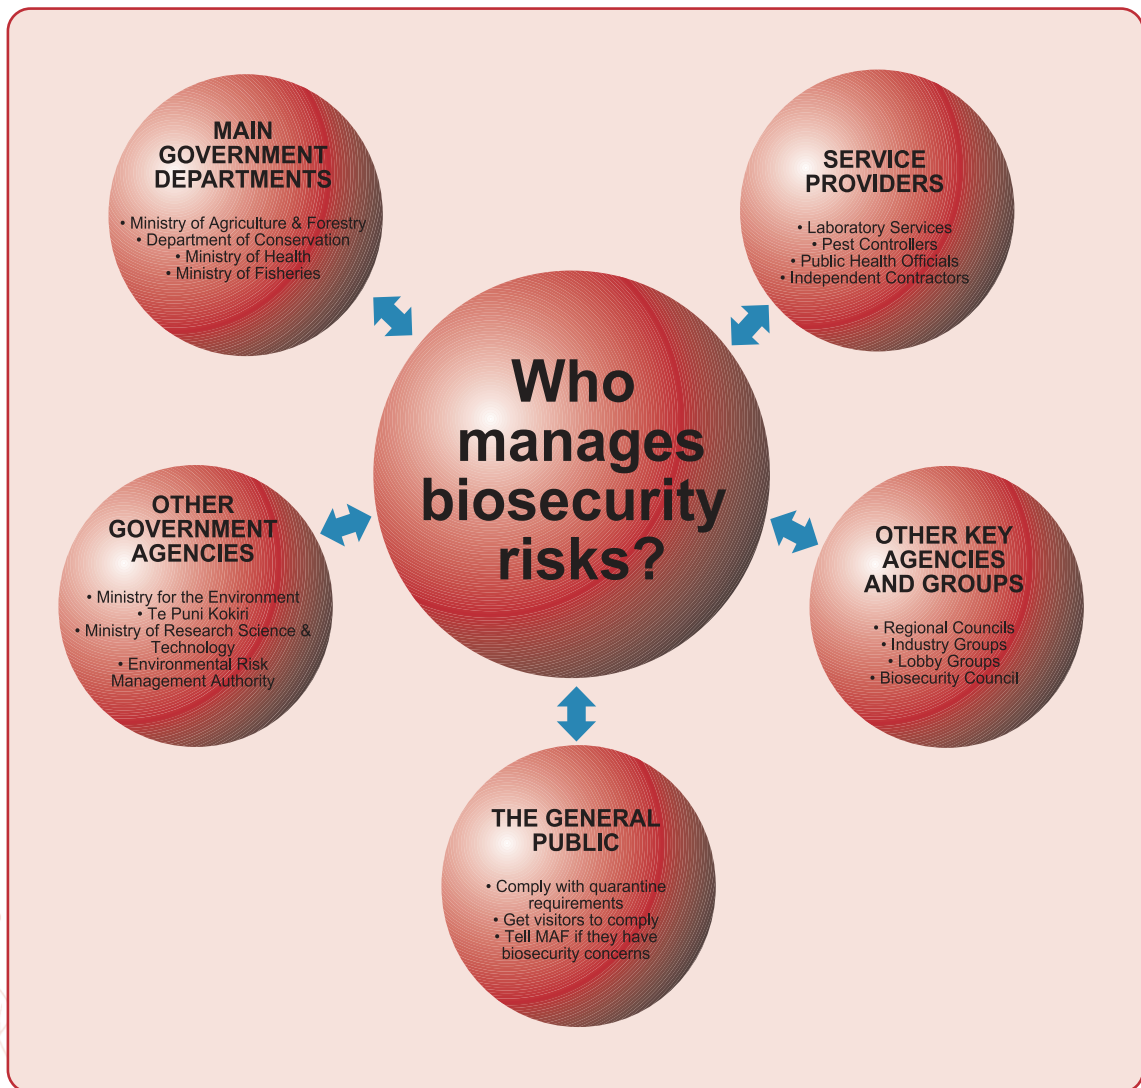 MAIN
GOVERNMENT
DEPARTMENTS
• Ministry of Agriculture & Forestry
• Department of Conservation
• Ministry of Health
• Ministry of Fisheries
SERVICE
PROVIDERS
• Laboratory Services
• Pest Controllers
• Public Health Officials
• Independent Contractors
Who
manages
biosecurity
risks?
OTHER
GOVERNMENT
AGENCIES
• Ministry for the Environment
• Te Puni Kokiri
• Ministry of Research Science &
Technology
• Environmental Risk
Management Authority
OTHER KEY
AGENCIES
AND GROUPS
• Regional Councils
• Industry Groups
• Lobby Groups
• Biosecurity Council
THE GENERAL
PUBLIC
• Comply with quarantine
requirements
• Get visitors to comply
• Tell MAF if they have
biosecurity concerns